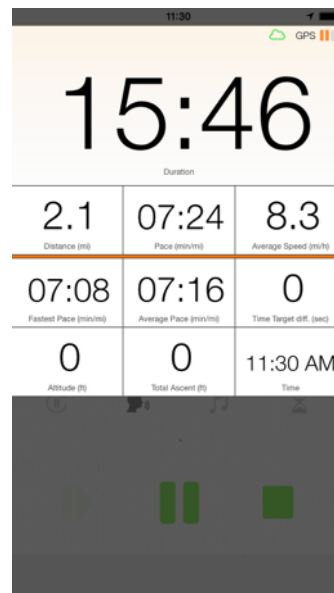 11:30
GPS
15:46
Duration
2.1 07:24 8.3
Distance (mi) Pace (min/mi) Average Speed (mi/h)
07:08 07:16 0
Fastest Pace (min/mi) Average Pace (min/mi) Time Target diff. (sec)
0 0 11:30 AM
Altitude (ft) Total Ascent (ft) Time